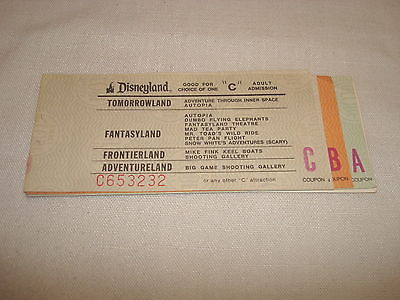 Disneyland GOOD FOR CHOICE OF ONE "C" ADULT ADMISSION
TOMORROWLAND ADVENTURE THROUGH INNER SPACE
AUTOPIA
FANTASYLAND AUTOPIA
DUMBO FLYING ELEPHANTS
FANTASYLAND THEATRE
MAD TEA PARTY
MR. TOAD'S WILD RIDE
PETER PAN FLIGHT
SNOW WHITE'S ADVENTURES (SCARY)
FRONTIERLAND MIKE FINK KEEL BOATS
SHOOTING GALLERY
ADVENTURELAND BIG GAME SHOOTING GALLERY
C653232 or any other "C" attraction
C B A
COUPON UPON COUPON